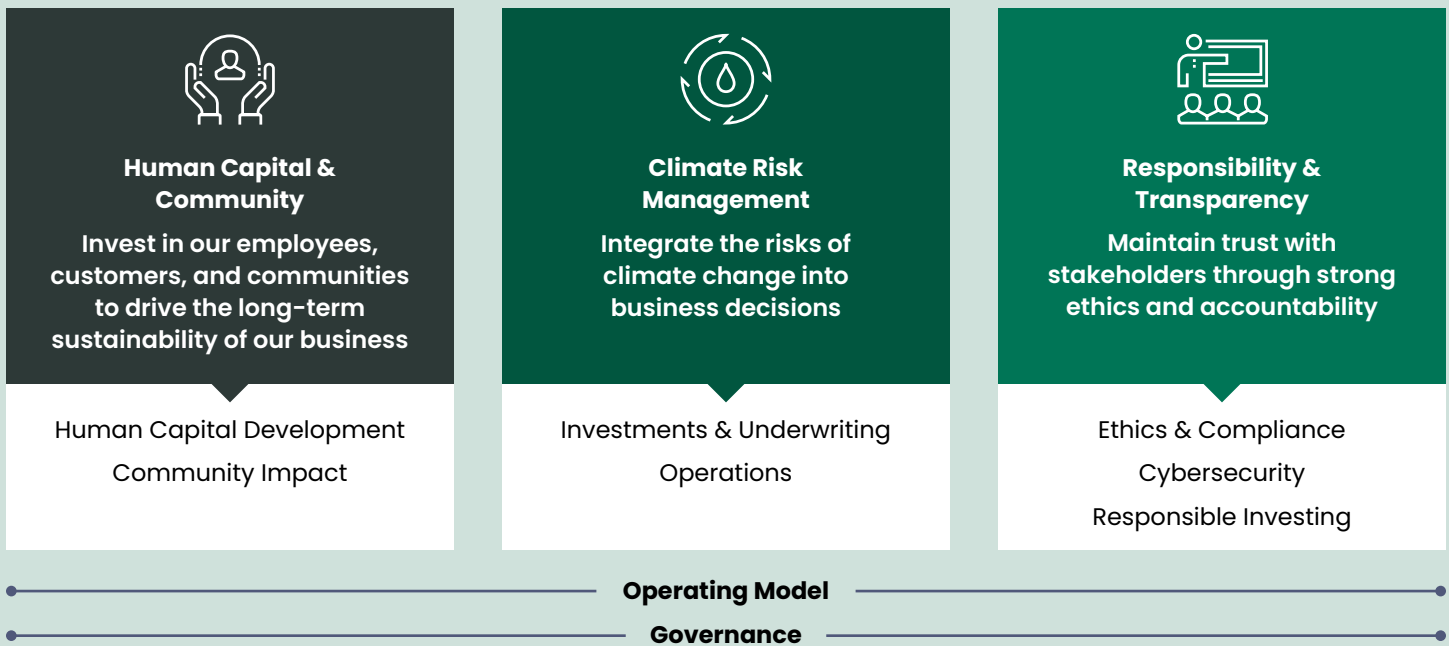 Human Capital &
Community
Invest in our employees,
customers, and communities
to drive the long-term
sustainability of our business
Human Capital Development
Community Impact
Climate Risk
Management
Integrate the risks of
climate change into
business decisions
Investments & Underwriting
Operations
Responsibility &
Transparency
Maintain trust with
stakeholders through strong
ethics and accountability
Ethics & Compliance
Cybersecurity
Responsible Investing
Operating Model
Governance